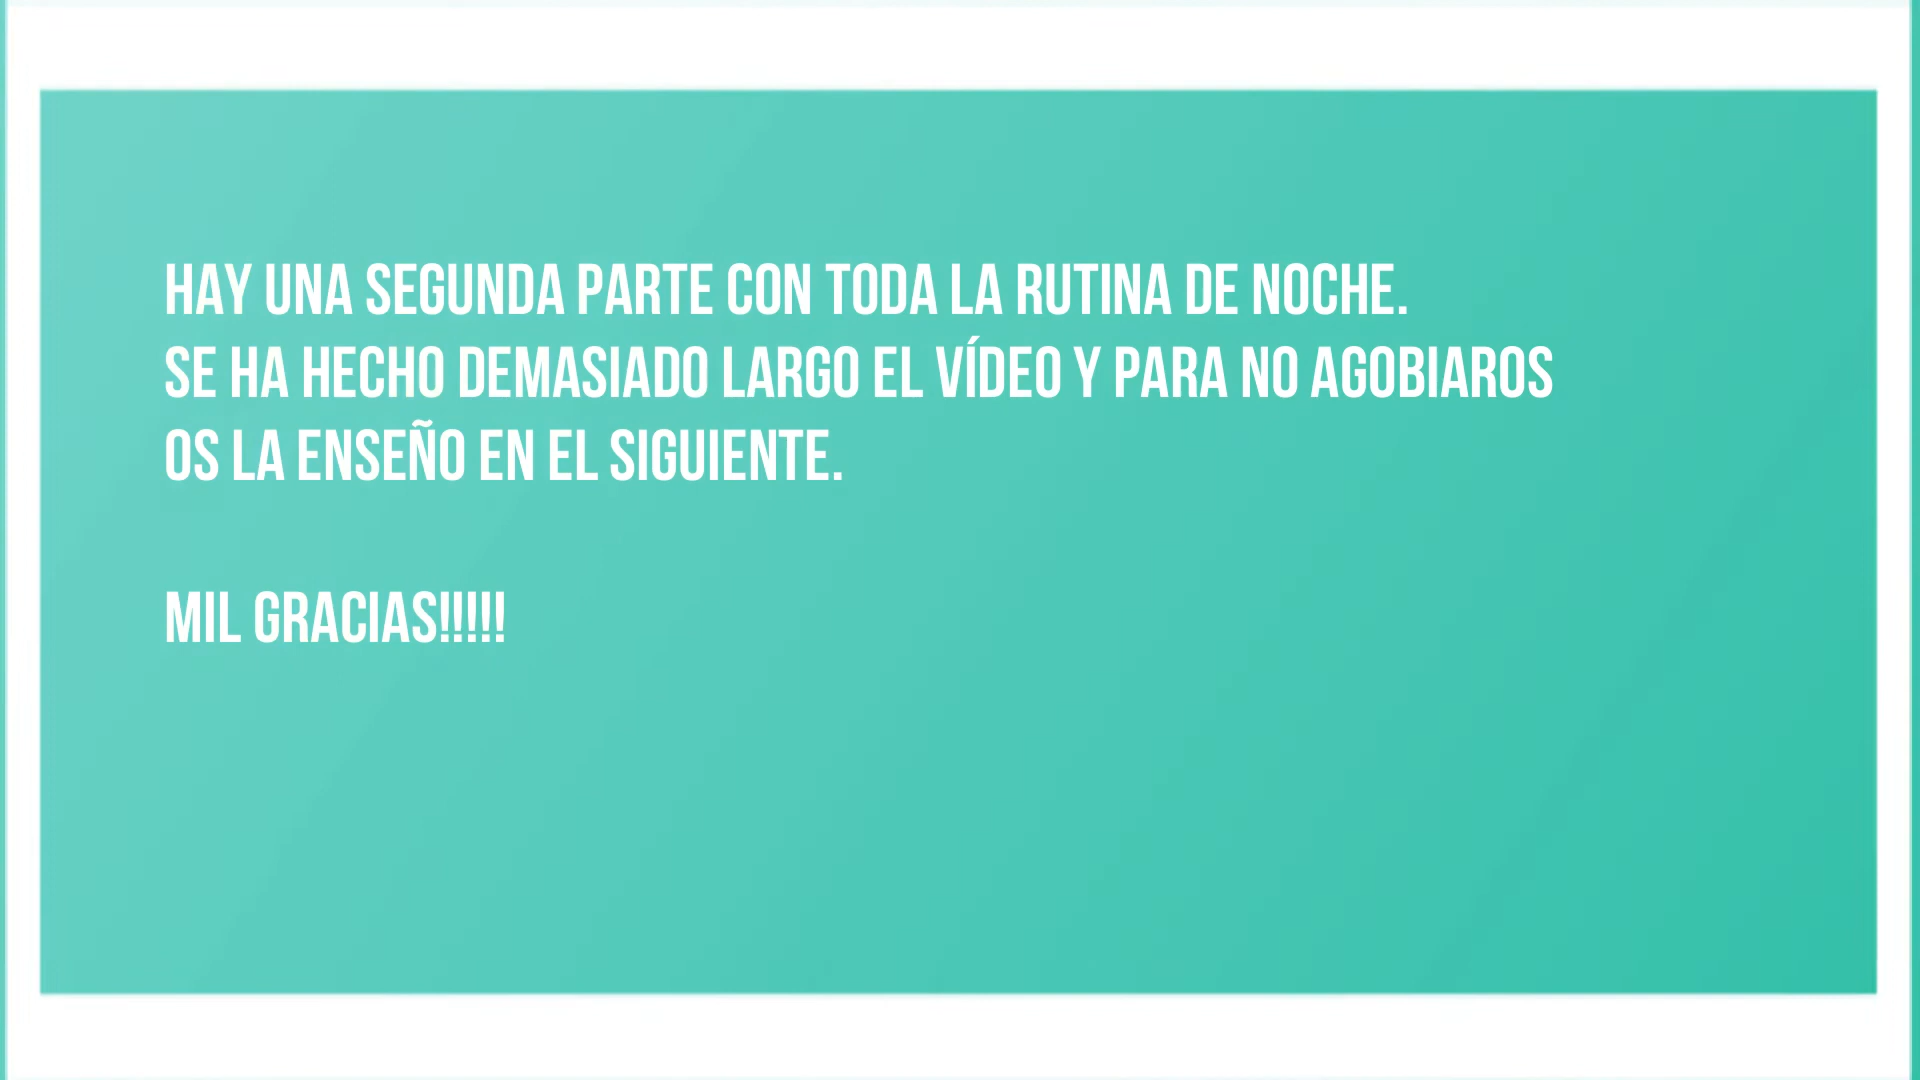 HAY UNA SEGUNDA PARTE CON TODA LA RUTINA DE NOCHE.
SE HA HECHO DEMASIADO LARGO EL VÍDEO Y PARA NO AGOBIAROS
OS LA ENSEÑO EN EL SIGUIENTE.
MIL GRACIAS!!!!!